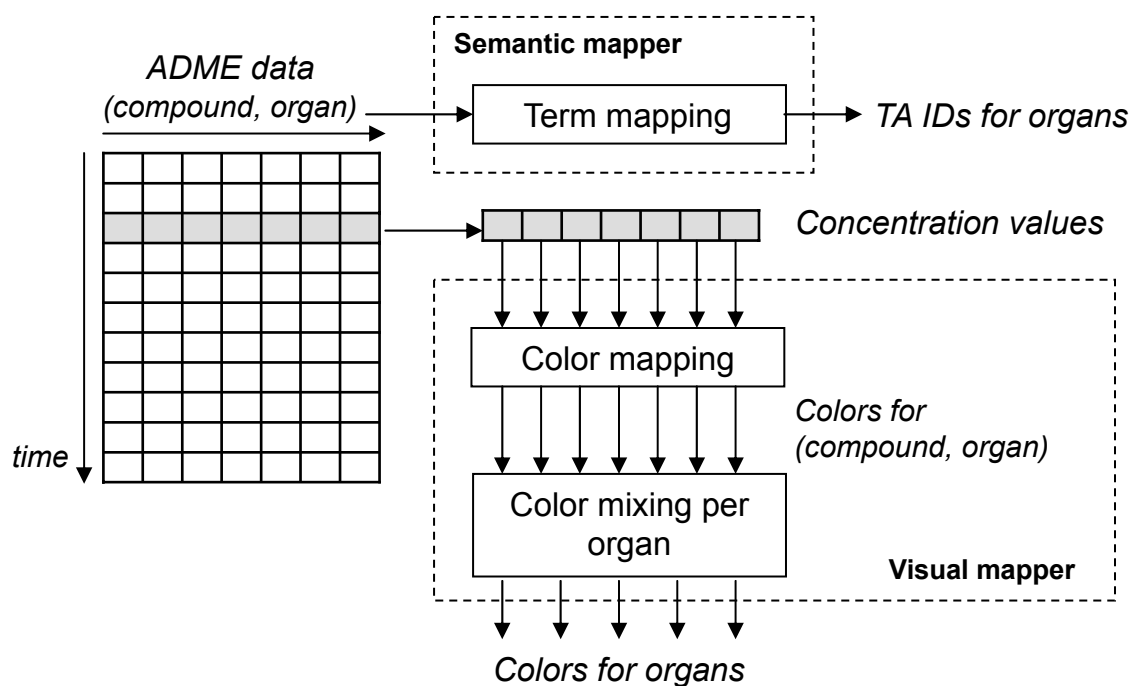 Semantic mapper
ADME data
(compound, organ)
Term mapping
TA IDs for organs
Concentration values
Color mapping
Colors for
(compound, organ)
time
Color mixing per
organ
Visual mapper
Colors for organs